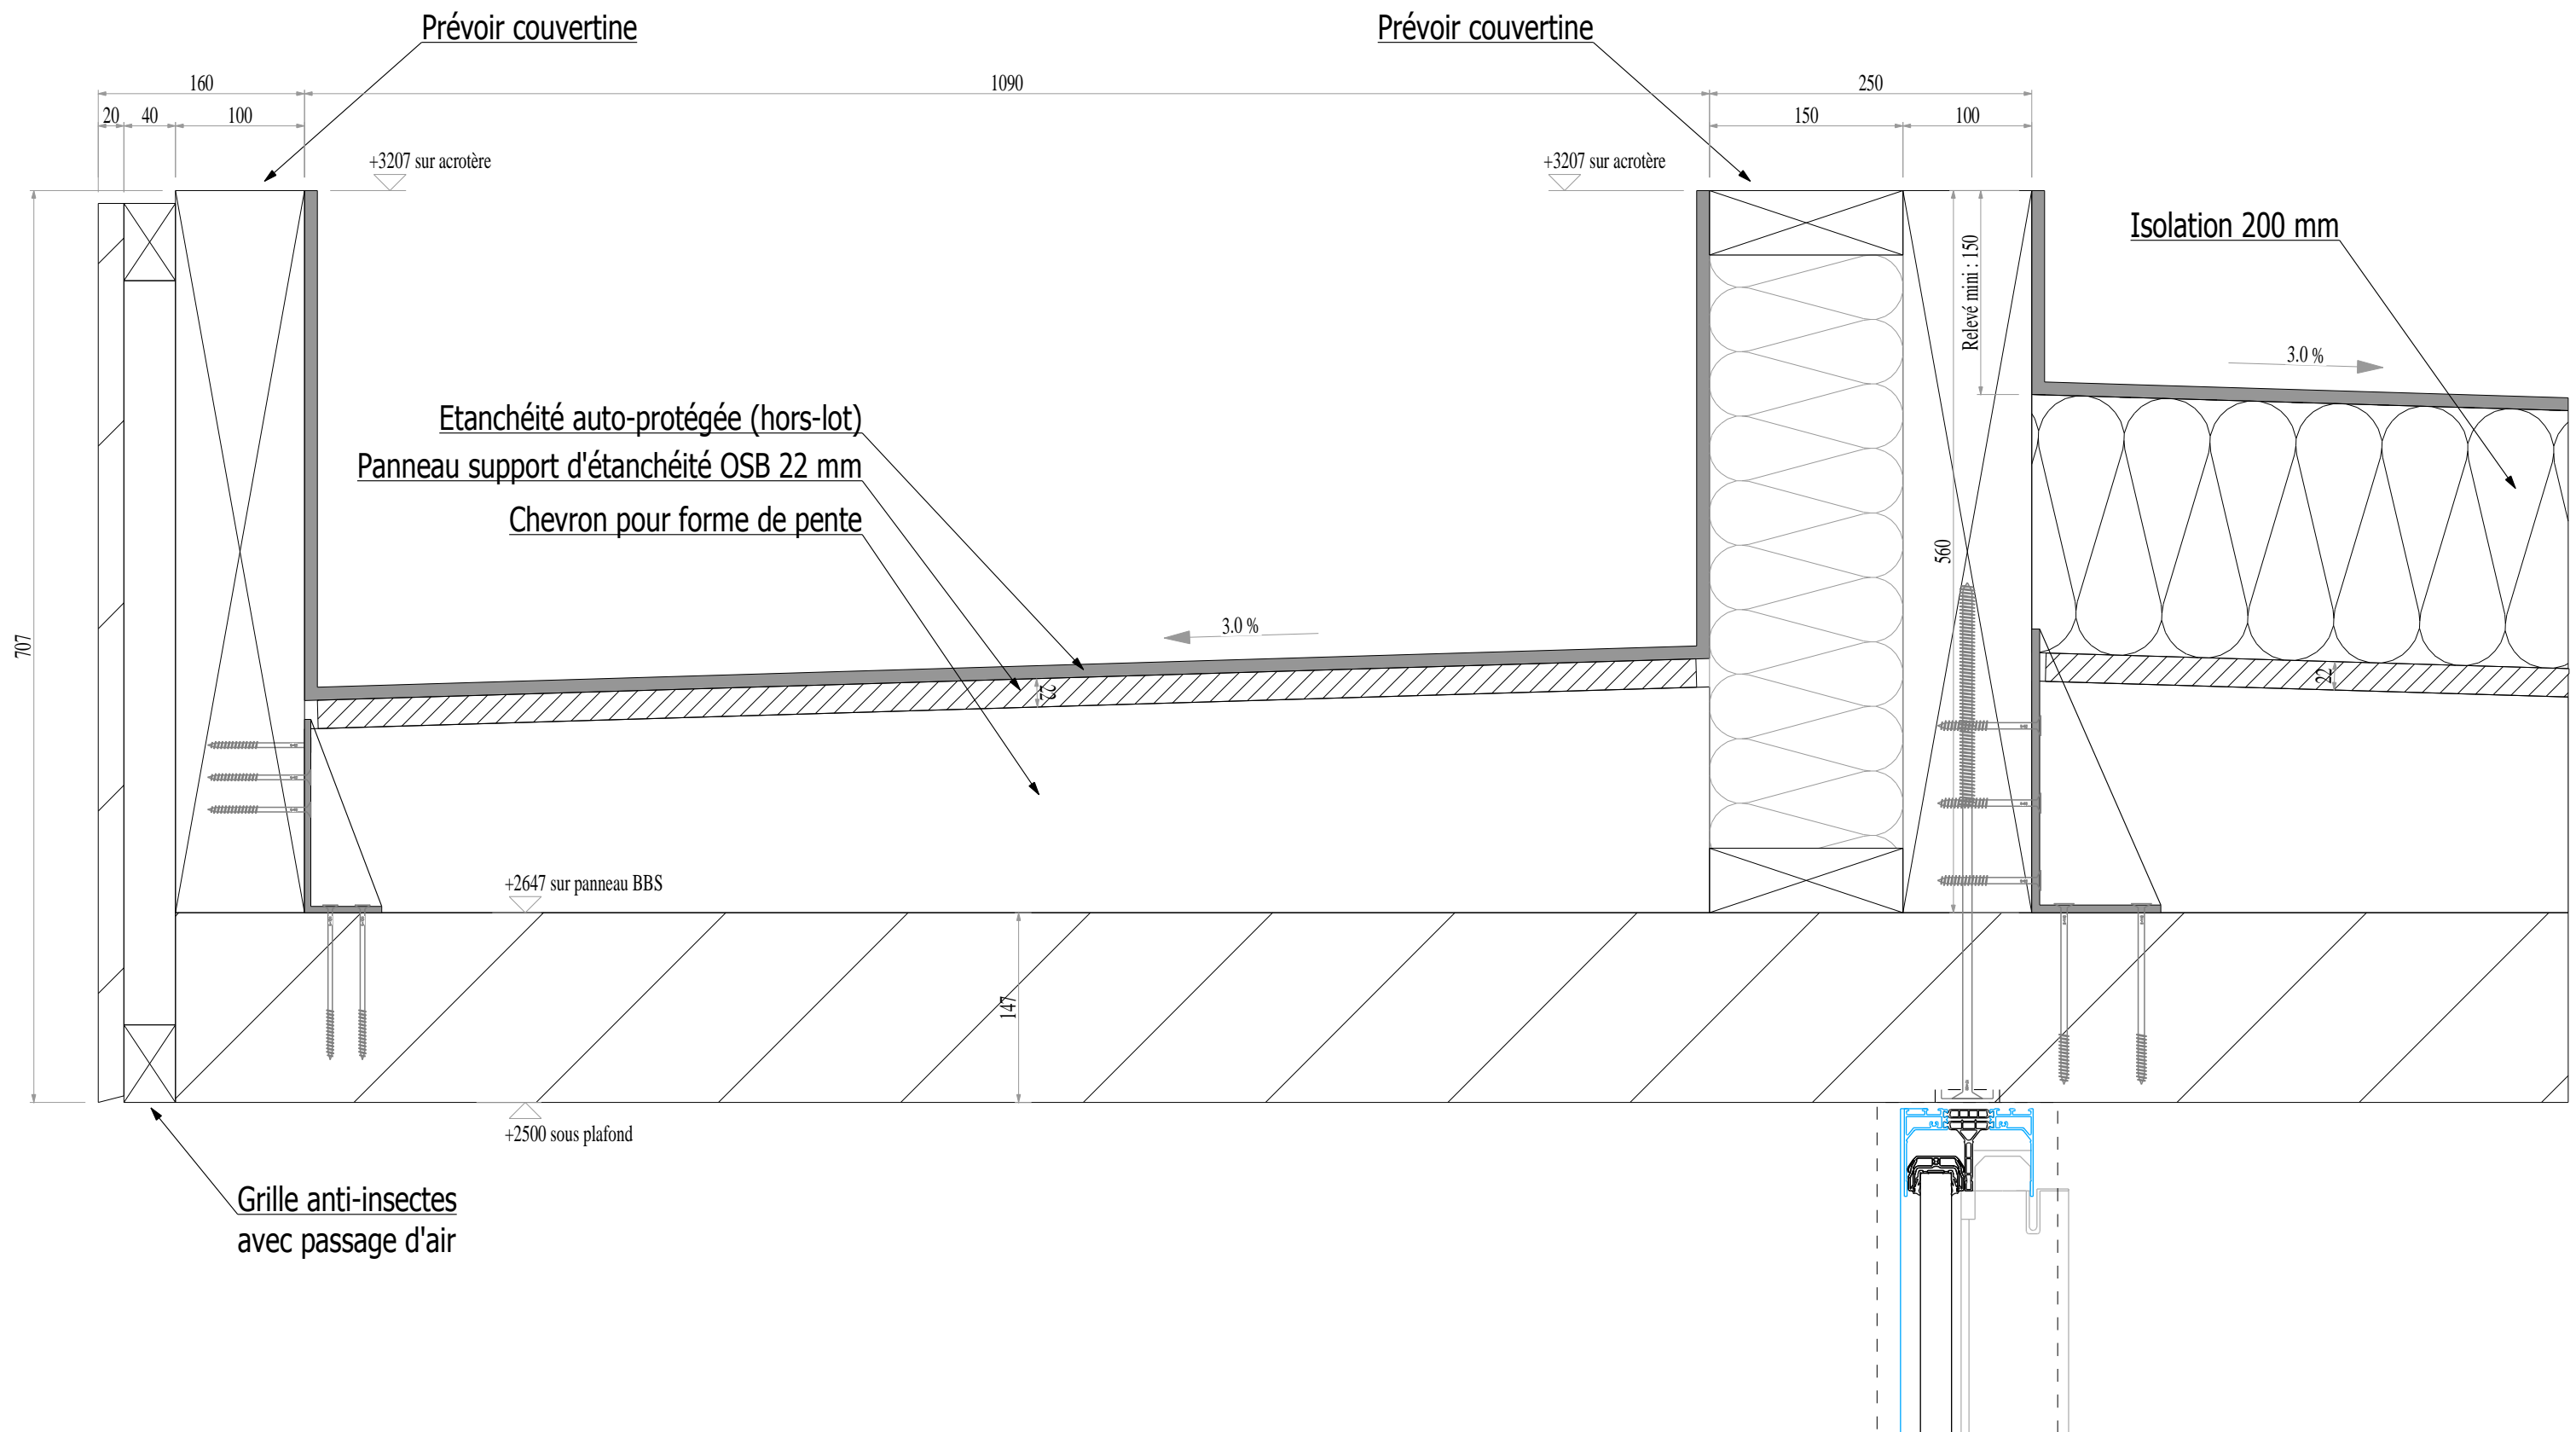 Prévoir couvertine
Prévoir couvertine
160
1090
250
20
40
100
150
100
+3207 sur acrotère
+3207 sur acrotère
Isolation 200 mm
Relevé mini : 150
3.0 %
Etanchéité auto-protégée (hors-lot)
Panneau support d'étanchéité OSB 22 mm
Chevron pour forme de pente
560
3.0 %
707
22
22
+2647 sur panneau BBS
147
+2500 sous plafond
Grille anti-insectes
avec passage d'air